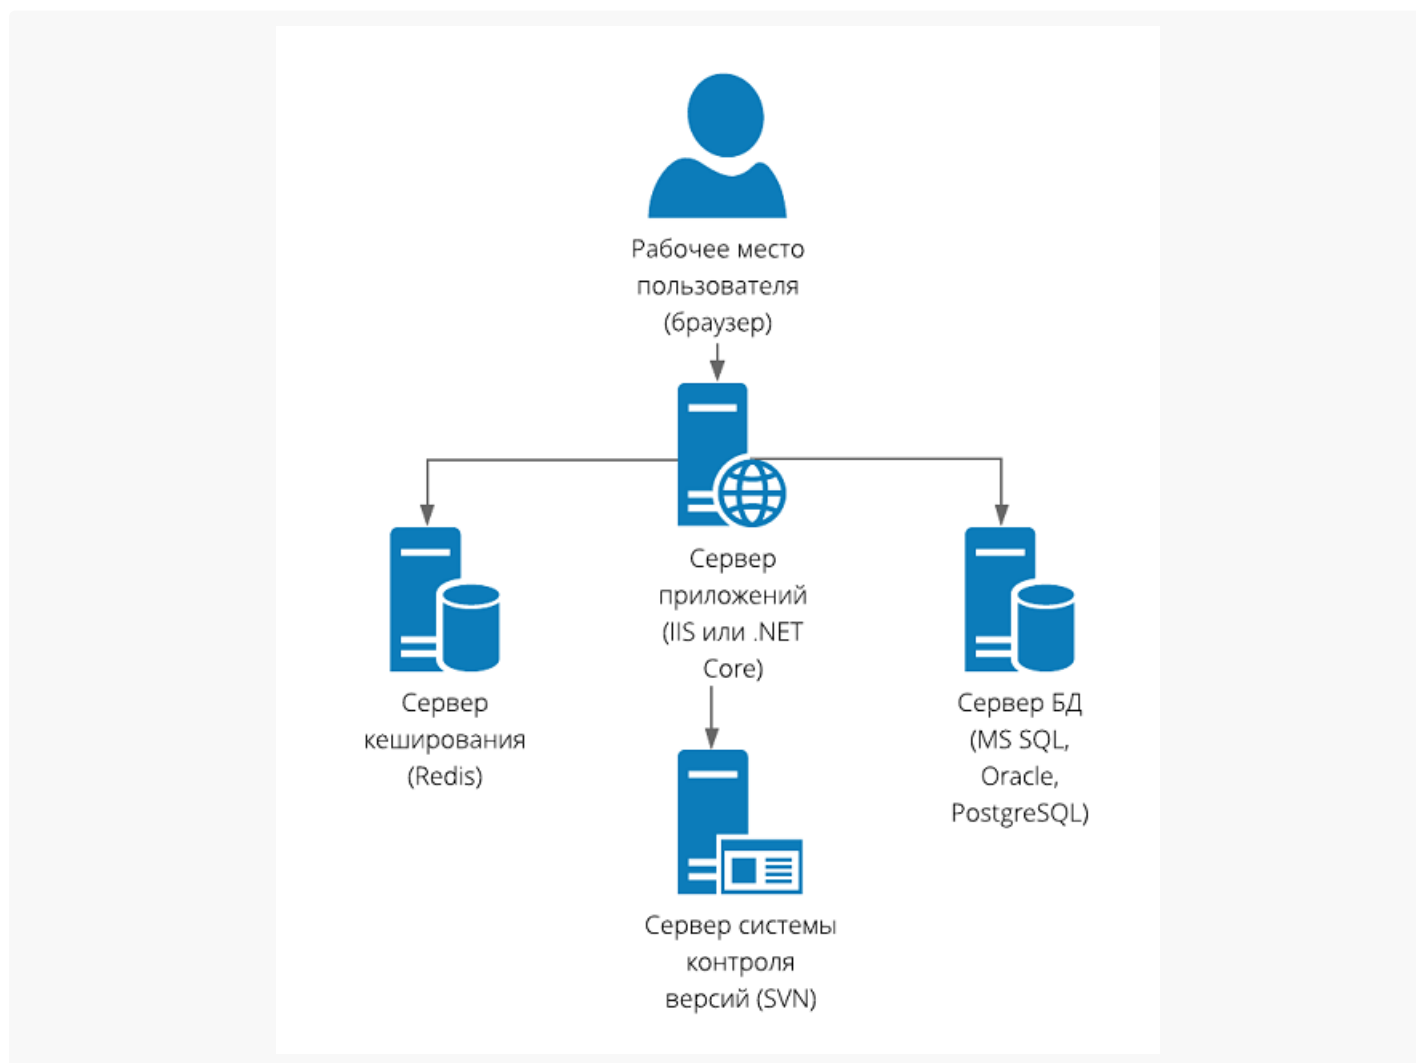 Рабочее место
пользователя
(браузер)
Сервер
приложений
(IIS или .NET
Core)
Сервер
кеширования
(Redis)
Сервер БД
(MS SQL,
Oracle,
PostgreSQL)
Сервер системы
контроля
версий (SVN)